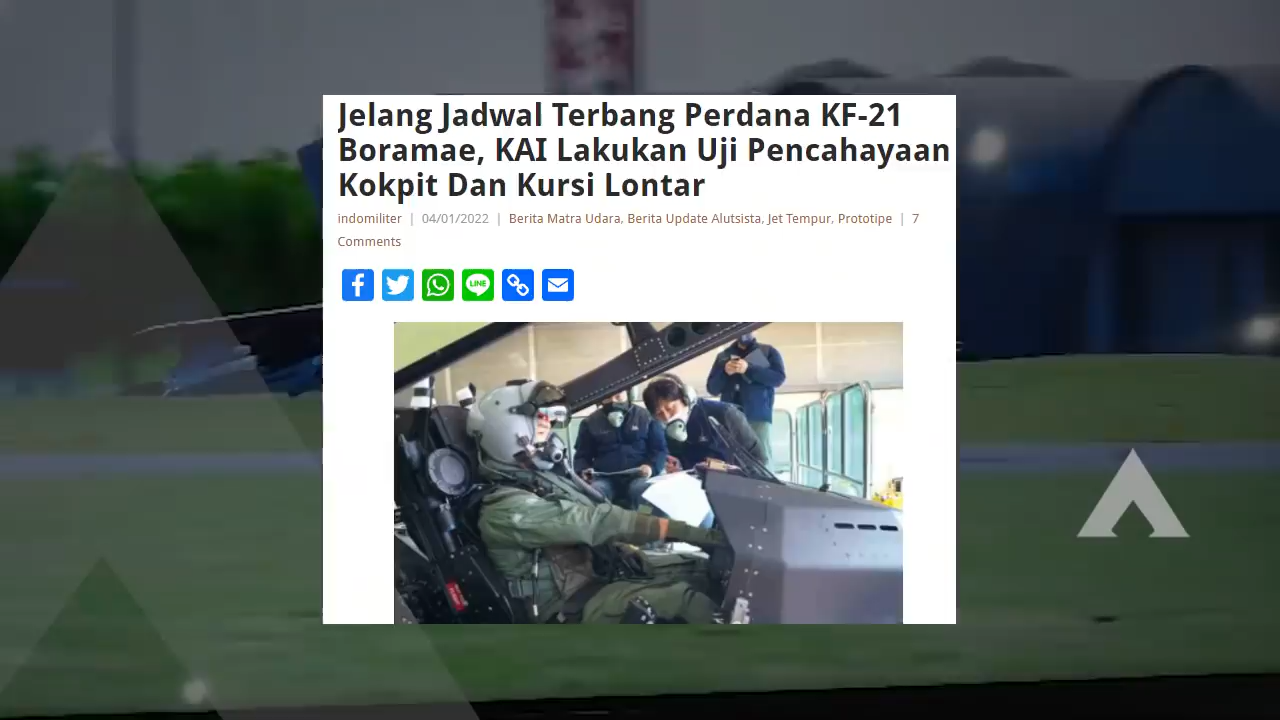 Jelang Jadwal Terbang Perdana KF-21
Boramae, KAI Lakukan Uji Pencahayaan
Kokpit Dan Kursi Lontar
indomiliter | 04/01/2022 | Berita Matra Udara, Berita Update Alutsista, Jet Tempur, Prototipe | 7
Comments
LINE